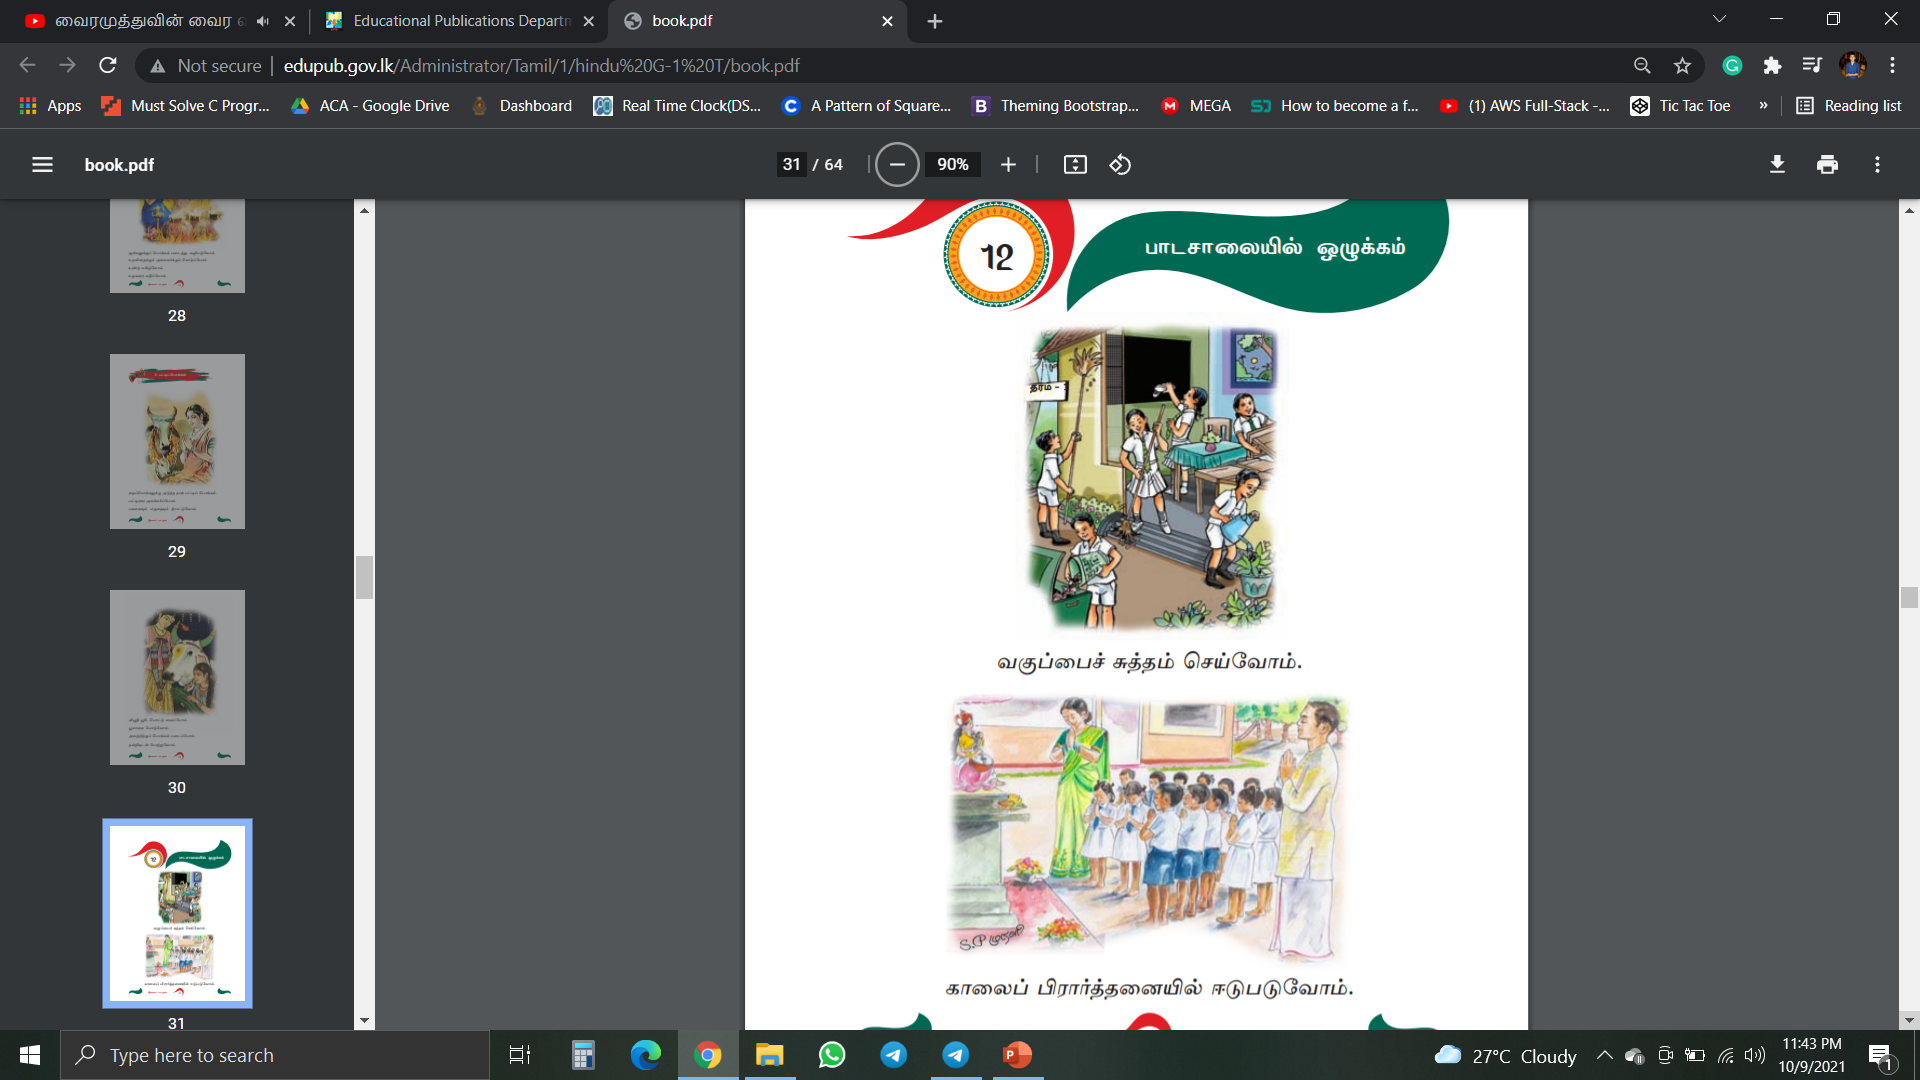 வைரமுத்துவின் வைர
Educational Publications Departm
book.pdf
Not secure
edupub.gov.lk/Administrator/Tamil/1/hindu%20G-1%20T/book.pdf
Apps
Must Solve C Progr...
ACA - Google Drive
Dashboard
Real Time Clock(DS...
A Pattern of Square...
Theming Bootstrap...
MEGA
How to become a f...
(1) AWS Full-Stack -...
Tic Tac Toe
»
Reading list
book.pdf
31 / 64
90%
28
29
30
31
12
பாடசாலையில் ஒழுக்கம்
தரம் -
வகுப்பைச் சுத்தம் செய்வோம்.
காலைப் பிரார்த்தனையில் ஈடுபடுவோம்.
Type here to search
27°C Cloudy
11:43 PM
10/9/2021
1